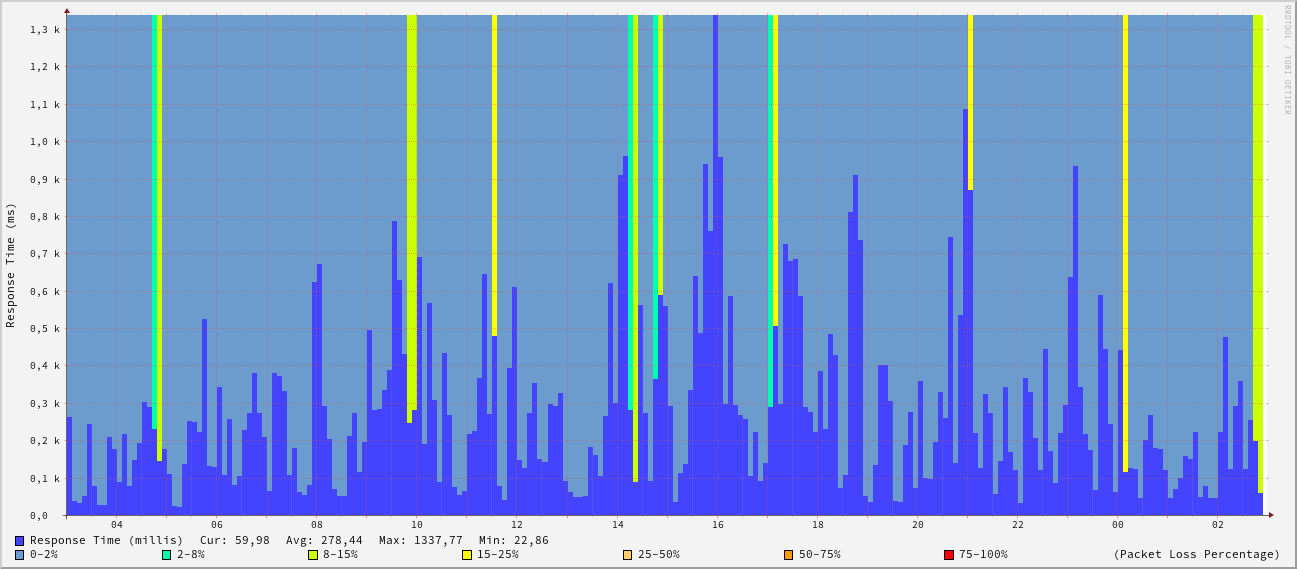 RRDTOOL / TOBI OETIKER
Response Time (ms)
1,3 k
1,2 k
1,1 k
1,0 k
0,9 k
0,8 k
0,7 k
0,6 k
0,5 k
0,4 k
0,3 k
0,2 k
0,1 k
0,0
04 06 08 10 12 14 16 18 20 22 00 02
Response Time (millis) Cur: 59,98 Avg: 278,44 Max: 1337,77 Min: 22,86
0-2% 2-8% 8-15% 15-25% 25-50% 50-75% 75-100% (Packet Loss Percentage)